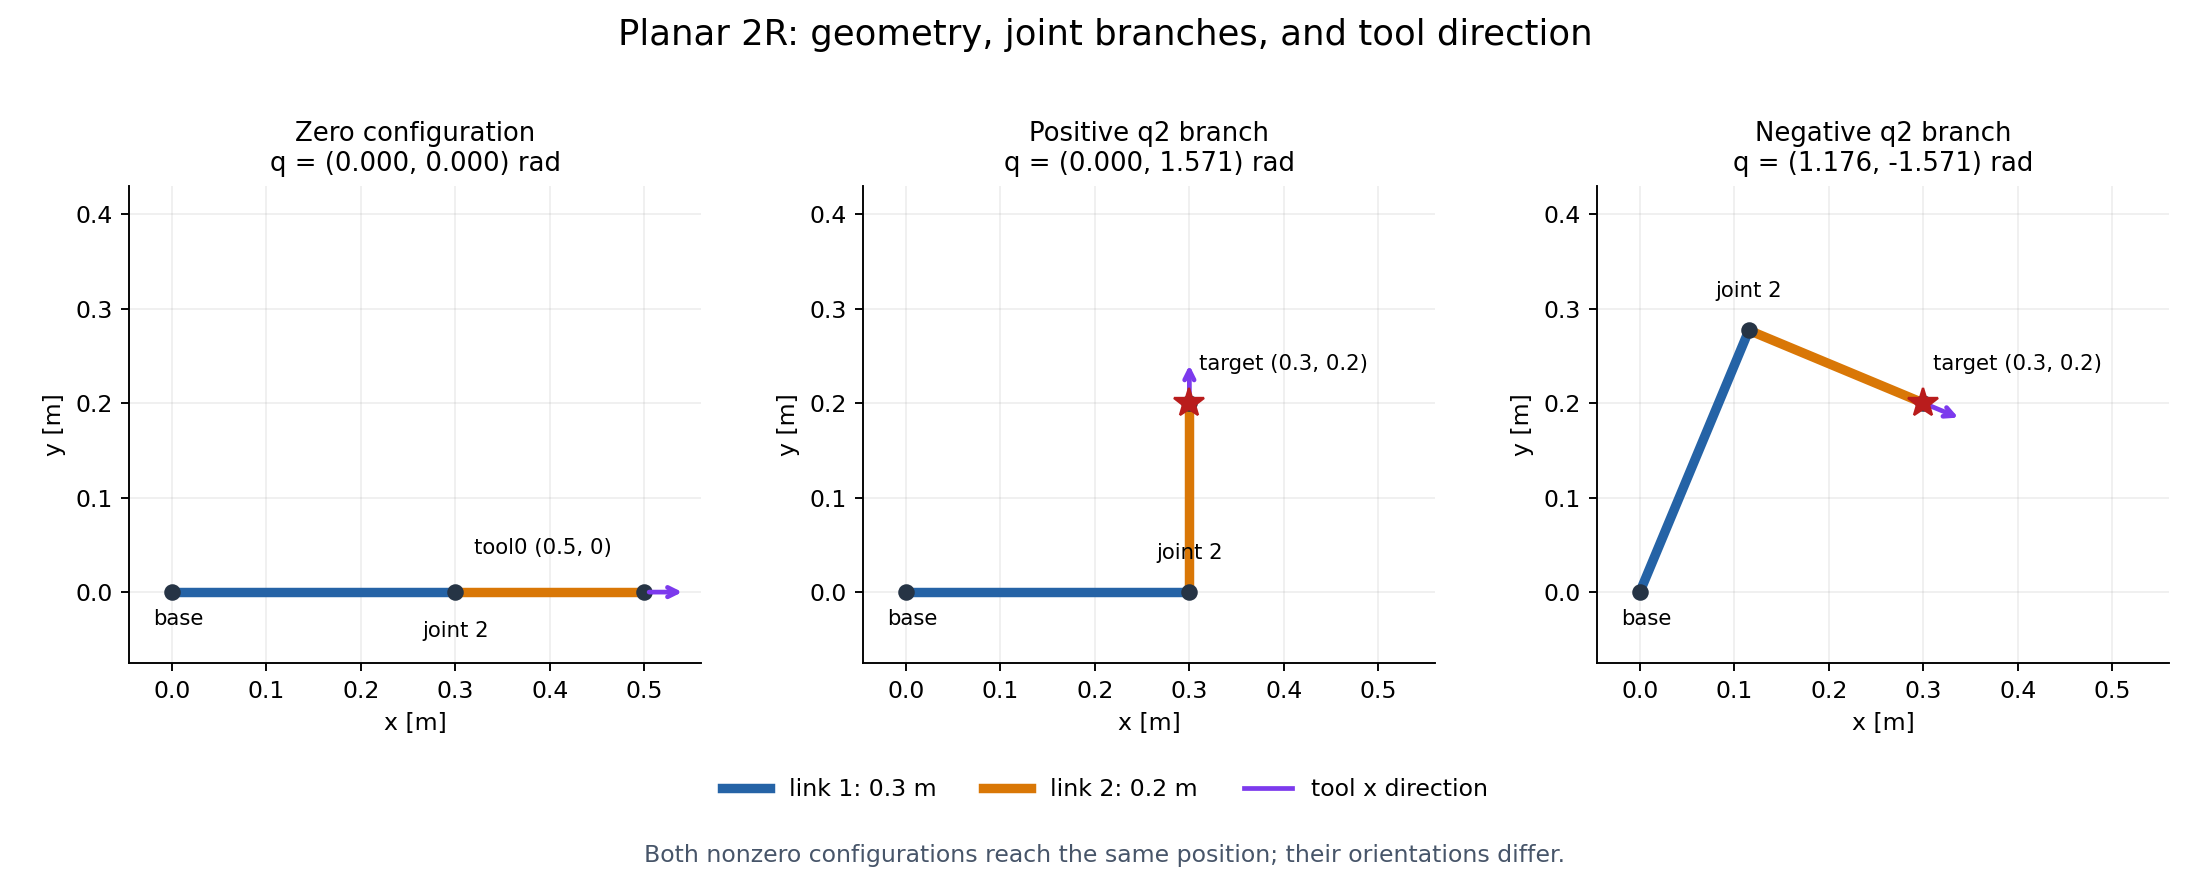 Planar 2R: geometry, joint branches, and tool direction
Zero configuration
q = (0.000, 0.000) rad
0.4
0.3
0.2
0.1
0.0
y [m]
tool0 (0.5, 0)
base
joint 2
0.0 0.1 0.2 0.3 0.4 0.5
x [m]
Positive q2 branch
q = (0.000, 1.571) rad
0.4
0.3
0.2
0.1
0.0
y [m]
target (0.3, 0.2)
joint 2
base
0.0 0.1 0.2 0.3 0.4 0.5
x [m]
Negative q2 branch
q = (1.176, -1.571) rad
0.4
0.3
0.2
0.1
0.0
y [m]
joint 2
target (0.3, 0.2)
base
0.0 0.1 0.2 0.3 0.4 0.5
x [m]
link 1: 0.3 m link 2: 0.2 m tool x direction
Both nonzero configurations reach the same position; their orientations differ.